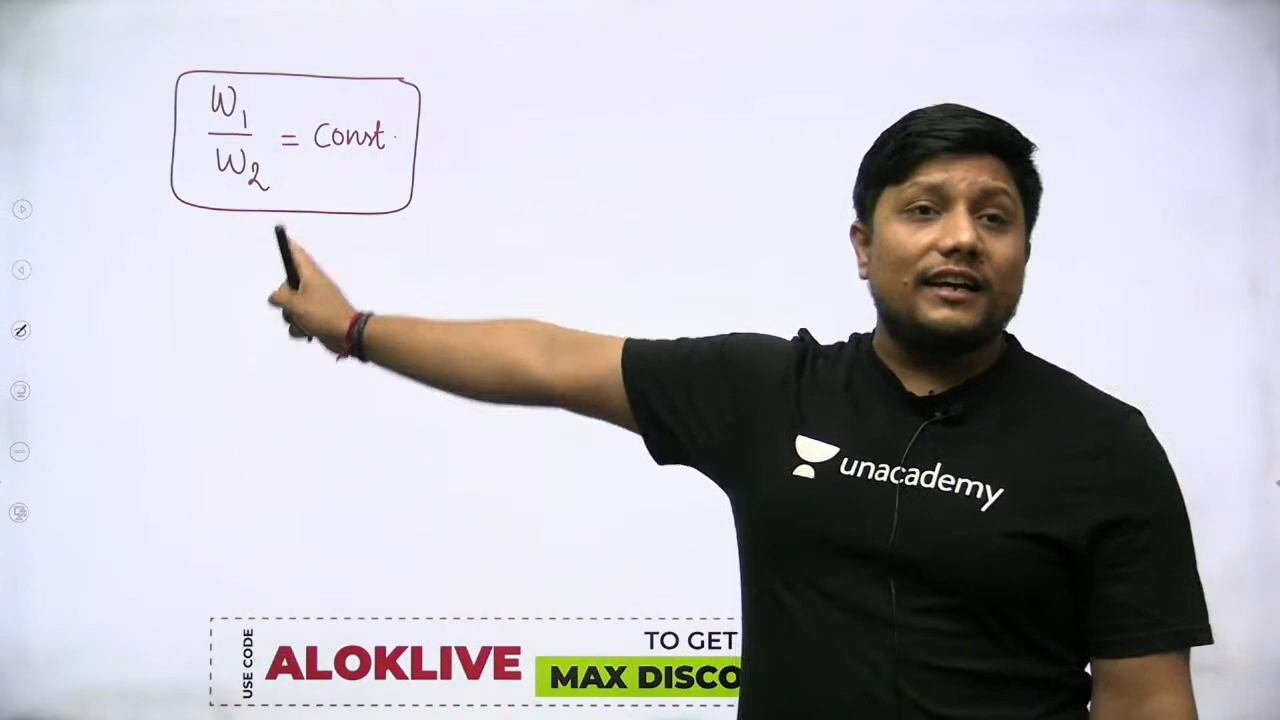 W1
W2
= Const.
unacademy
USE CODE
ALOKLIVE
TO GET
MAX DISCO